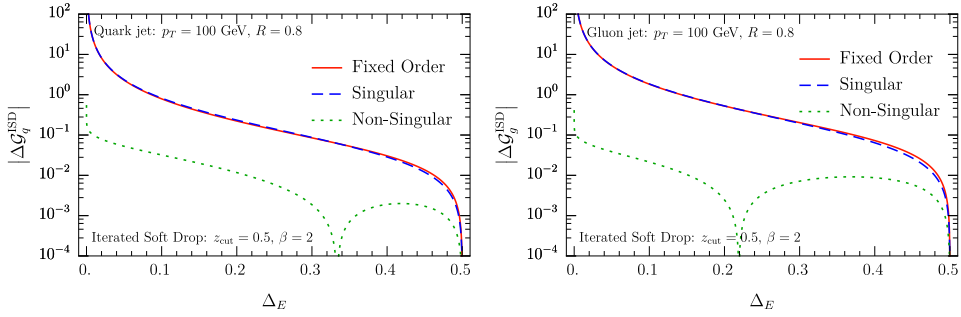 Quark jet: p_T = 100 GeV, R = 0.8
Fixed Order
Singular
Non-Singular
Iterated Soft Drop: z_cut = 0.5, β = 2
|ΔG_q^ISD|
10^2
10^1
10^0
10^-1
10^-2
10^-3
10^-4
0. 0.1 0.2 0.3 0.4 0.5
Δ_E
Gluon jet: p_T = 100 GeV, R = 0.8
Fixed Order
Singular
Non-Singular
Iterated Soft Drop: z_cut = 0.5, β = 2
|ΔG_g^ISD|
10^2
10^1
10^0
10^-1
10^-2
10^-3
10^-4
0. 0.1 0.2 0.3 0.4 0.5
Δ_E